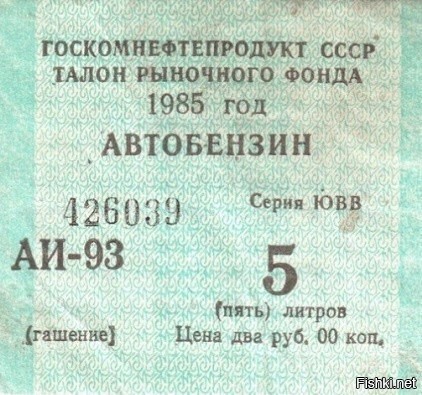 ГОСКОМНЕФТЕПРОДУКТ СССР
ТАЛОН РЫНОЧНОГО ФОНДА
1985 год
АВТОБЕНЗИН
426039 Серия ЮВВ
АИ-93 5
(пять) литров
(гашение) Цена два руб. 00 коп.
Fishki.net